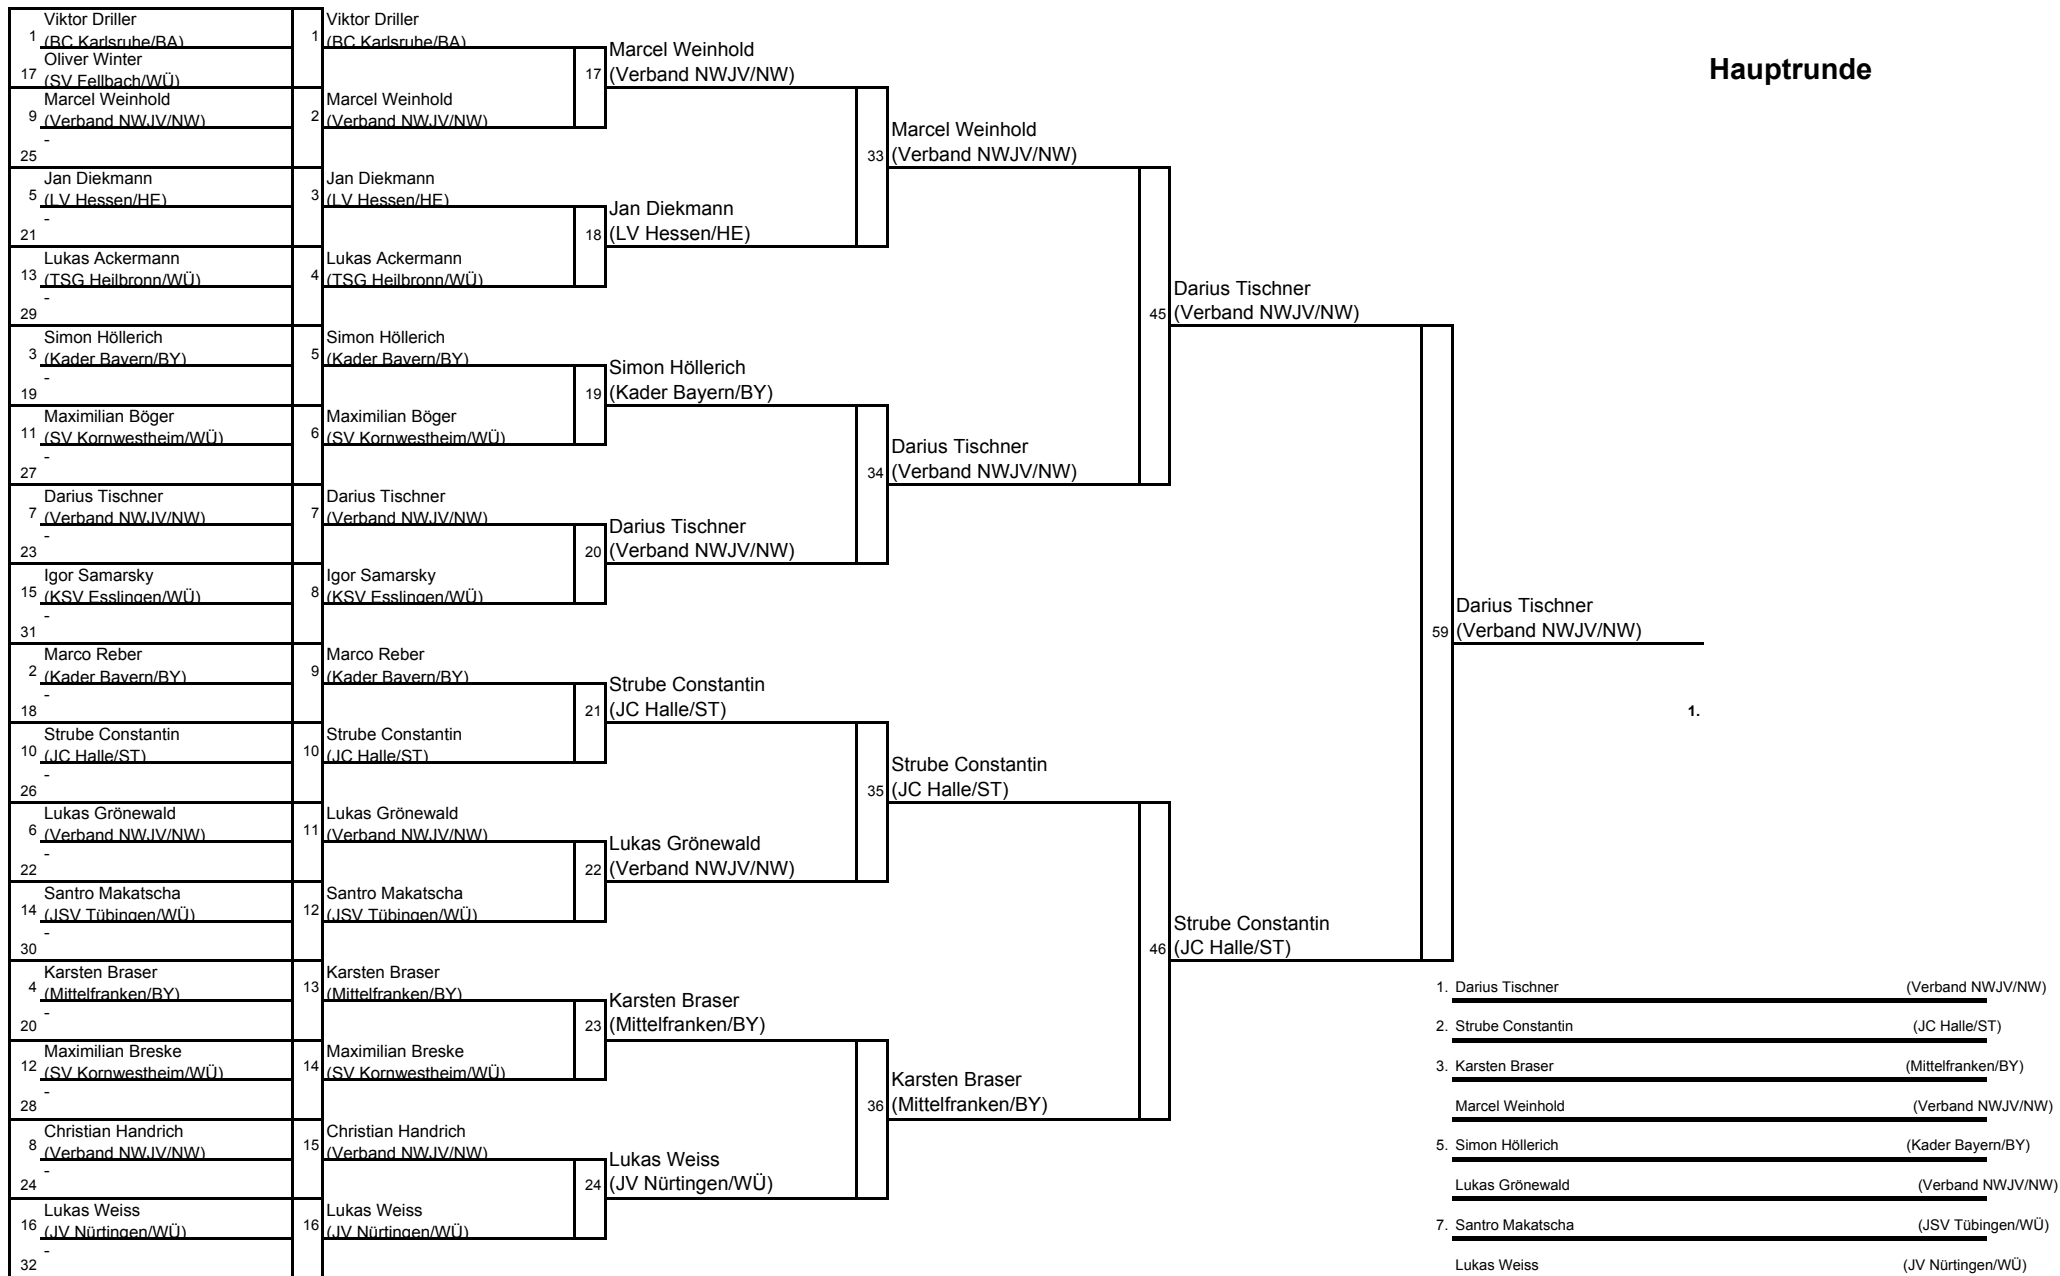 Hauptrunde
1 Viktor Driller
(BC Karlsruhe/BA)
17 Oliver Winter
(SV Fellbach/WÜ)
9 Marcel Weinhold
(Verband NWJV/NW)
25 -
5 Jan Diekmann
(LV Hessen/HE)
21 -
13 Lukas Ackermann
(TSG Heilbronn/WÜ)
29 -
3 Simon Höllerich
(Kader Bayern/BY)
19 -
11 Maximilian Böger
(SV Kornwestheim/WÜ)
27 -
7 Darius Tischner
(Verband NWJV/NW)
23 -
15 Igor Samarsky
(KSV Esslingen/WÜ)
31 -
2 Marco Reber
(Kader Bayern/BY)
18 -
10 Strube Constantin
(JC Halle/ST)
26 -
6 Lukas Grönewald
(Verband NWJV/NW)
22 -
14 Santro Makatscha
(JSV Tübingen/WÜ)
30 -
4 Karsten Braser
(Mittelfranken/BY)
20 -
12 Maximilian Breske
(SV Kornwestheim/WÜ)
28 -
8 Christian Handrich
(Verband NWJV/NW)
24 -
16 Lukas Weiss
(JV Nürtingen/WÜ)
32 -
1 Viktor Driller
(BC Karlsruhe/BA)
2 Marcel Weinhold
(Verband NWJV/NW)
3 Jan Diekmann
(LV Hessen/HE)
4 Lukas Ackermann
(TSG Heilbronn/WÜ)
5 Simon Höllerich
(Kader Bayern/BY)
6 Maximilian Böger
(SV Kornwestheim/WÜ)
7 Darius Tischner
(Verband NWJV/NW)
8 Igor Samarsky
(KSV Esslingen/WÜ)
9 Marco Reber
(Kader Bayern/BY)
10 Strube Constantin
(JC Halle/ST)
11 Lukas Grönewald
(Verband NWJV/NW)
12 Santro Makatscha
(JSV Tübingen/WÜ)
13 Karsten Braser
(Mittelfranken/BY)
14 Maximilian Breske
(SV Kornwestheim/WÜ)
15 Christian Handrich
(Verband NWJV/NW)
16 Lukas Weiss
(JV Nürtingen/WÜ)
Marcel Weinhold
17 (Verband NWJV/NW)
Jan Diekmann
18 (LV Hessen/HE)
Simon Höllerich
19 (Kader Bayern/BY)
Darius Tischner
20 (Verband NWJV/NW)
Strube Constantin
21 (JC Halle/ST)
Lukas Grönewald
22 (Verband NWJV/NW)
Karsten Braser
23 (Mittelfranken/BY)
Lukas Weiss
24 (JV Nürtingen/WÜ)
Marcel Weinhold
33 (Verband NWJV/NW)
Darius Tischner
34 (Verband NWJV/NW)
Strube Constantin
35 (JC Halle/ST)
Karsten Braser
36 (Mittelfranken/BY)
Darius Tischner
45 (Verband NWJV/NW)
Strube Constantin
46 (JC Halle/ST)
Darius Tischner
59 (Verband NWJV/NW)
1.
1. Darius Tischner (Verband NWJV/NW)
2. Strube Constantin (JC Halle/ST)
3. Karsten Braser (Mittelfranken/BY)
Marcel Weinhold (Verband NWJV/NW)
5. Simon Höllerich (Kader Bayern/BY)
Lukas Grönewald (Verband NWJV/NW)
7. Santro Makatscha (JSV Tübingen/WÜ)
Lukas Weiss (JV Nürtingen/WÜ)